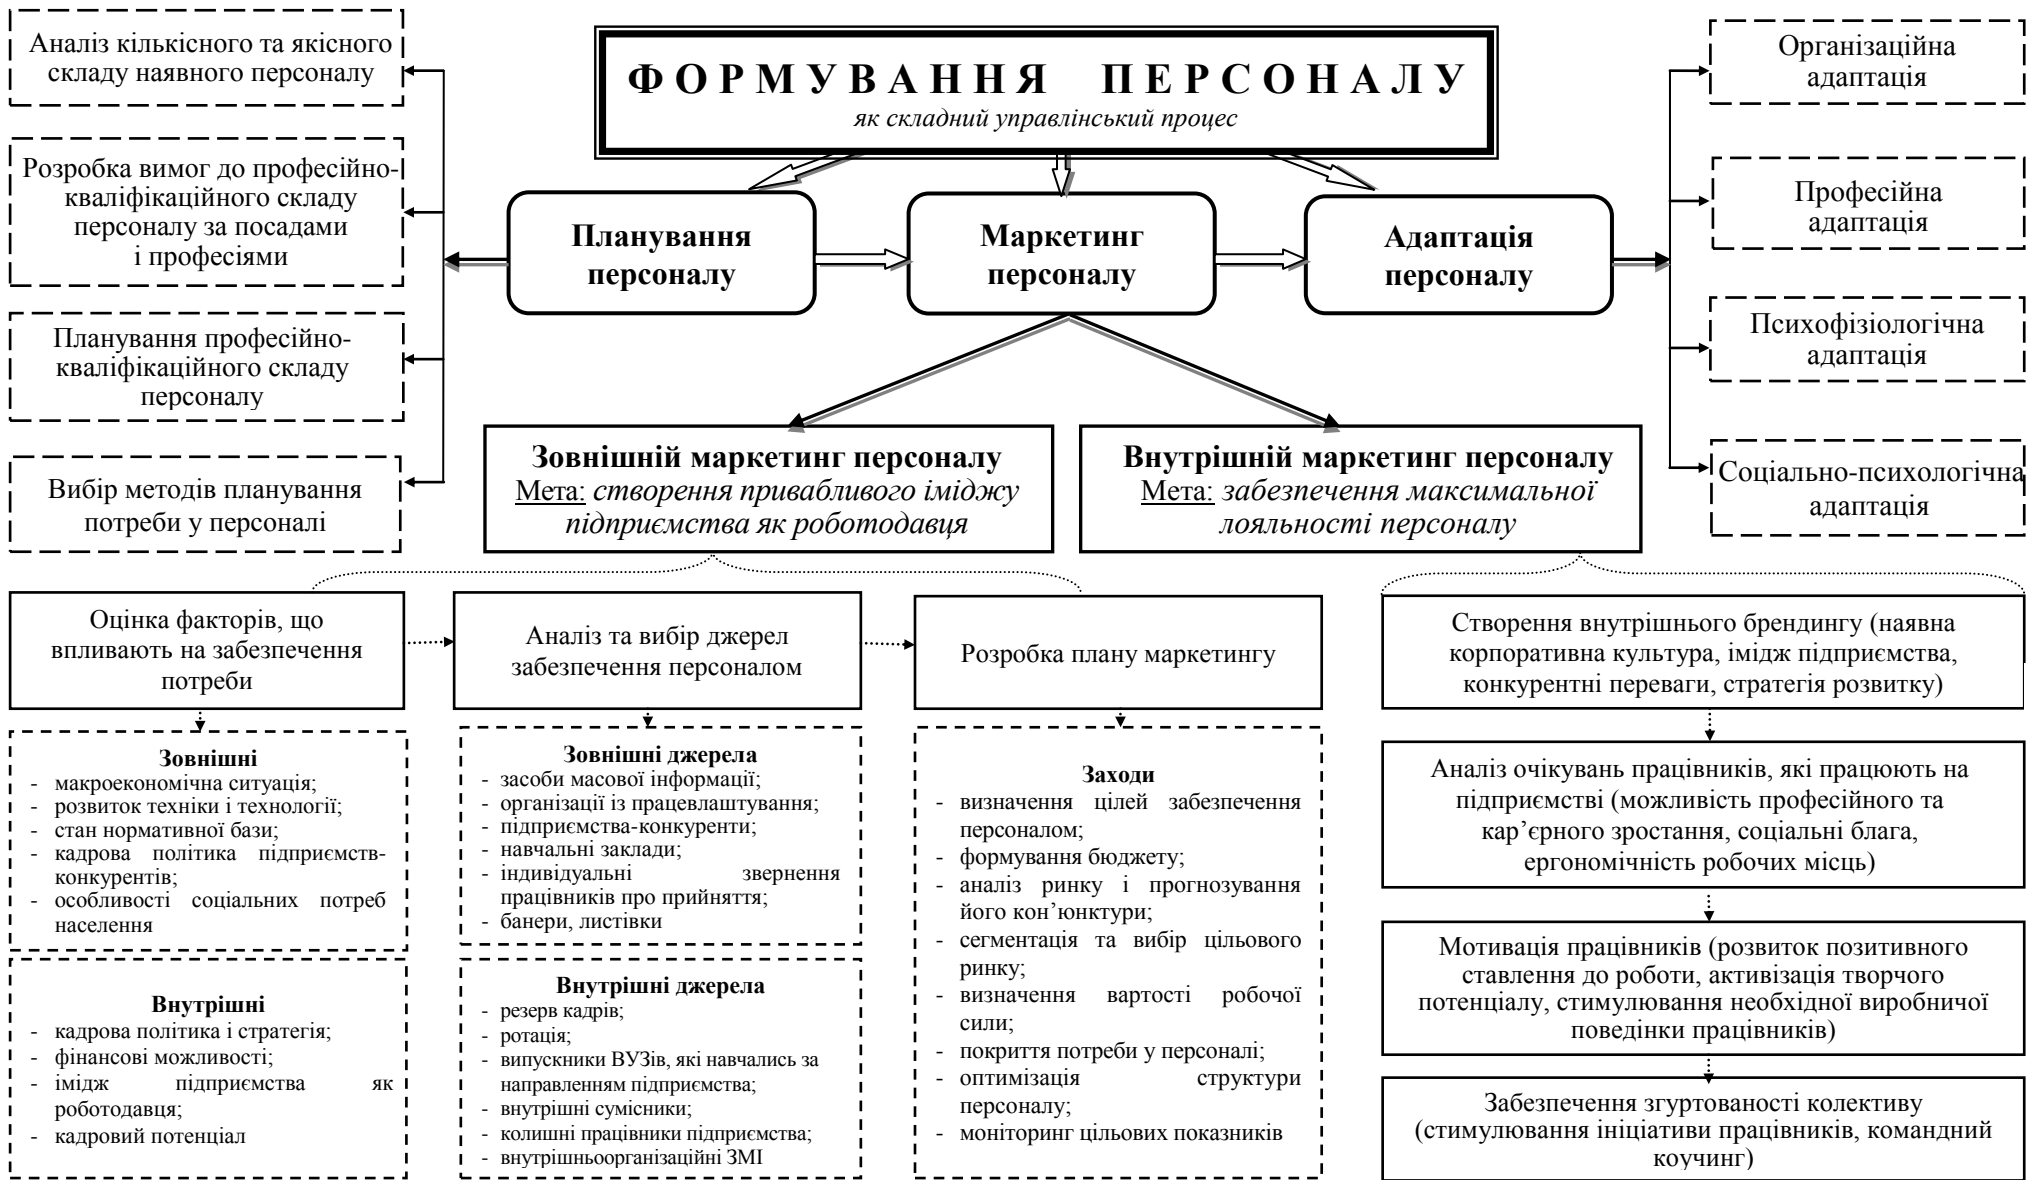 ФОРМУВАННЯ ПЕРСОНАЛУ
як складний управлінський процес
Аналіз кількісного та якісного
складу наявного персоналу
Розробка вимог до професійно-
кваліфікаційного складу
персоналу за посадами
і професіями
Планування професійно-
кваліфікаційного складу
персоналу
Вибір методів планування
потреби у персоналі
Планування
персоналу
Маркетинг
персоналу
Адаптація
персоналу
Організаційна
адаптація
Професійна
адаптація
Психофізіологічна
адаптація
Соціально-психологічна
адаптація
Зовнішній маркетинг персоналу
Мета: створення привабливого іміджу
підприємства як роботодавця
Внутрішній маркетинг персоналу
Мета: забезпечення максимальної
лояльності персоналу
Оцінка факторів, що
впливають на забезпечення
потреби
Аналіз та вибір джерел
забезпечення персоналом
Розробка плану маркетингу
Зовнішні
- макроекономічна ситуація;
- розвиток техніки і технології;
- стан нормативної бази;
- кадрова політика підприємств-
конкурентів;
- особливості соціальних потреб
населення
Внутрішні
- кадрова політика і стратегія;
- фінансові можливості;
- імідж підприємства як
роботодавця;
- кадровий потенціал
Зовнішні джерела
- засоби масової інформації;
- організації із працевлаштування;
- підприємства-конкуренти;
- навчальні заклади;
- індивідуальні звернення
працівників про прийняття;
- банери, листівки
Внутрішні джерела
- резерв кадрів;
- ротація;
- випускники ВУЗів, які навчались за
направленням підприємства;
- внутрішні сумісники;
- колишні працівники підприємства;
- внутрішньоорганізаційні ЗМІ
Заходи
- визначення цілей забезпечення
персоналом;
- формування бюджету;
- аналіз ринку і прогнозування
його кон’юнктури;
- сегментація та вибір цільового
ринку;
- визначення вартості робочої
сили;
- покриття потреби у персоналі;
- оптимізація структури
персоналу;
- моніторинг цільових показників
Створення внутрішнього брендингу (наявна
корпоративна культура, імідж підприємства,
конкурентні переваги, стратегія розвитку)
Аналіз очікувань працівників, які працюють на
підприємстві (можливість професійного та
кар’єрного зростання, соціальні блага,
ергономічність робочих місць)
Мотивація працівників (розвиток позитивного
ставлення до роботи, активізація творчого
потенціалу, стимулювання необхідної виробничої
поведінки працівників)
Забезпечення згуртованості колективу
(стимулювання ініціативи працівників, командний
коучинг)